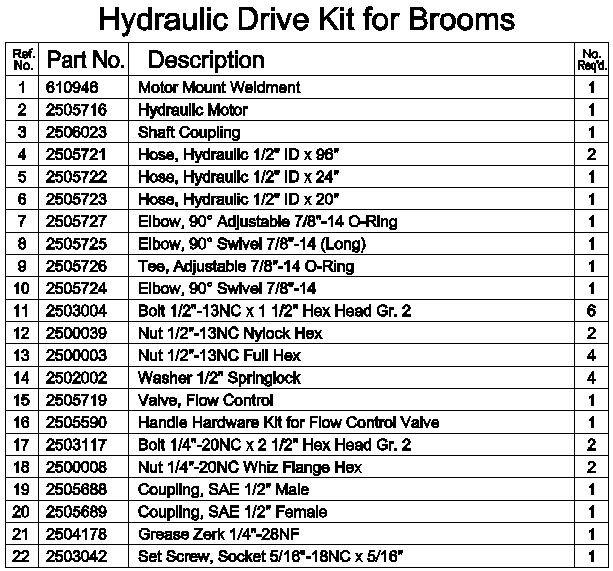 Hydraulic Drive Kit for Brooms
Ref. No. Part No. Description No. Req'd.
1 610946 Motor Mount Weldment 1
2 2505716 Hydraulic Motor 1
3 2506023 Shaft Coupling 1
4 2505721 Hose, Hydraulic 1/2" ID x 96" 2
5 2505722 Hose, Hydraulic 1/2" ID x 24" 1
6 2505723 Hose, Hydraulic 1/2" ID x 20" 1
7 2505727 Elbow, 90° Adjustable 7/8"-14 O-Ring 1
8 2505725 Elbow, 90° Swivel 7/8"-14 (Long) 1
9 2505726 Tee, Adjustable 7/8"-14 O-Ring 1
10 2505724 Elbow, 90° Swivel 7/8"-14 1
11 2503004 Bolt 1/2"-13NC x 1 1/2" Hex Head Gr. 2 6
12 2500039 Nut 1/2"-13NC Nylock Hex 2
13 2500003 Nut 1/2"-13NC Full Hex 4
14 2502002 Washer 1/2" Springlock 4
15 2505719 Valve, Flow Control 1
16 2505590 Handle Hardware Kit for Flow Control Valve 1
17 2503117 Bolt 1/4"-20NC x 2 1/2" Hex Head Gr. 2 2
18 2500008 Nut 1/4"-20NC Whiz Flange Hex 2
19 2505688 Coupling, SAE 1/2" Male 1
20 2505689 Coupling, SAE 1/2" Female 1
21 2504178 Grease Zerk 1/4"-28NF 1
22 2503042 Set Screw, Socket 5/16"-18NC x 5/16" 1